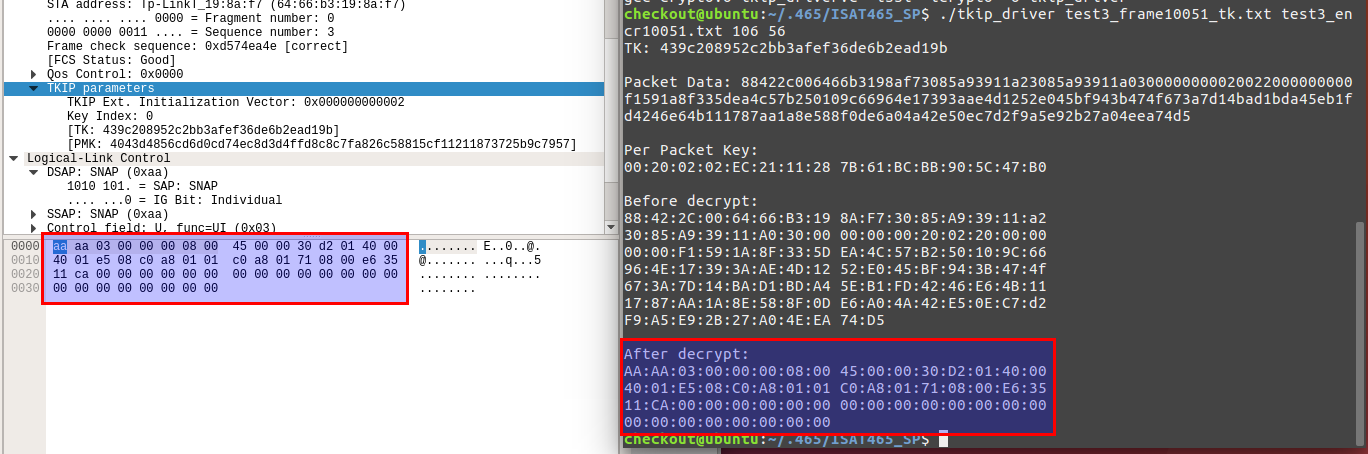 STA address: Tp-LinkT_19:8a:f7 (64:66:b3:19:8a:f7)
.... .... .... 0000 = Fragment number: 0
0000 0000 0011 .... = Sequence number: 3
Frame check sequence: 0xd574ea4e [correct]
[FCS Status: Good]
Qos Control: 0x0000
TKIP parameters
TKIP Ext. Initialization Vector: 0x000000000002
Key Index: 0
[TK: 439c208952c2bb3afef36de6b2ead19b]
[PMK: 4043d4856cd6d0cd74ec8d3d4ffd8c8c7fa826c58815cf11211873725b9c7957]
Logical-Link Control
DSAP: SNAP (0xaa)
1010 101. = SAP: SNAP
.... ...0 = IG Bit: Individual
SSAP: SNAP (0xaa)
Control field: U, func=UI (0x03)
0000 aa aa 03 00 00 00 08 00 45 00 00 30 d2 01 40 00 ........ E..0..@.
0010 40 01 e5 08 c0 a8 01 01 c0 a8 01 71 08 00 e6 35 @....... ...q...5
0020 11 ca 00 00 00 00 00 00 00 00 00 00 00 00 00 00 ........ ........
0030 00 00 00 00 00 00 00 00 ........
checkout@ubuntu:~/.465/ISAT465_SP$ ./tkip_driver test3_frame10051_tk.txt test3_en
cr10051.txt 106 56
TK: 439c208952c2bb3afef36de6b2ead19b
Packet Data: 88422c006466b3198af73085a93911a23085a93911a0300000000020022000000000
f1591a8f335dea4c57b250109c66964e17393aae4d1252e045bf943b474f673a7d14bad1bda45eb1f
d4246e64b111787aa1a8e588f0de6a04a42e50ec7d2f9a5e92b27a04eea74d5
Per Packet Key:
00:20:02:02:EC:21:11:28 7B:61:BC:BB:90:5C:47:B0
Before decrypt:
88:42:2C:00:64:66:B3:19 8A:F7:30:85:A9:39:11:a2
30:85:A9:39:11:A0:30:00 00:00:00:20:02:20:00:00
00:00:F1:59:1A:8F:33:5D EA:4C:57:B2:50:10:9C:66
96:4E:17:39:3A:AE:4D:12 52:E0:45:BF:94:3B:47:4f
67:3A:7D:14:BA:D1:BD:A4 5E:B1:FD:42:46:E6:4B:11
17:87:AA:1A:8E:58:8F:0D E6:A0:4A:42:E5:0E:C7:d2
F9:A5:E9:2B:27:A0:4E:EA 74:D5
After decrypt:
AA:AA:03:00:00:00:08:00 45:00:00:30:D2:01:40:00
40:01:E5:08:C0:A8:01:01 C0:A8:01:71:08:00:E6:35
11:CA:00:00:00:00:00:00 00:00:00:00:00:00:00:00
00:00:00:00:00:00:00:00
checkout@ubuntu:~/.465/ISAT465_SP$